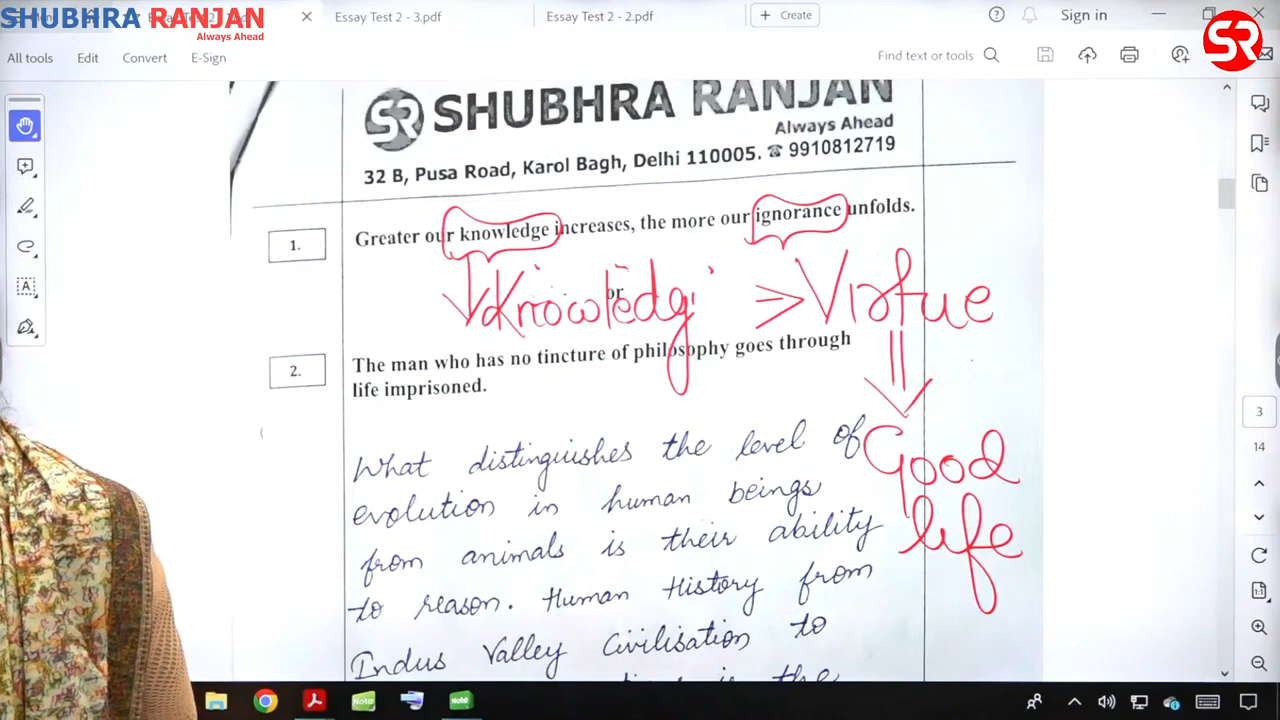 SHUBHRA RANJAN
Always Ahead
Essay Test 2 - 3.pdf
Essay Test 2 - 2.pdf
+ Create
Sign in
SR
All tools
Edit
Convert
E-Sign
Find text or tools
SR SHUBHRA RANJAN
Always Ahead
32 B, Pusa Road, Karol Bagh, Delhi 110005. ☎ 9910812719
1. Greater our knowledge increases, the more our ignorance unfolds.
or
Knowledge => Virtue
2. The man who has no tincture of philosophy goes through
life imprisoned.
Good
life
What distinguishes the level of
evolution in human beings
from animals is their ability
to reason. Human History from
Indus Valley Civilisation to
is the
3
14